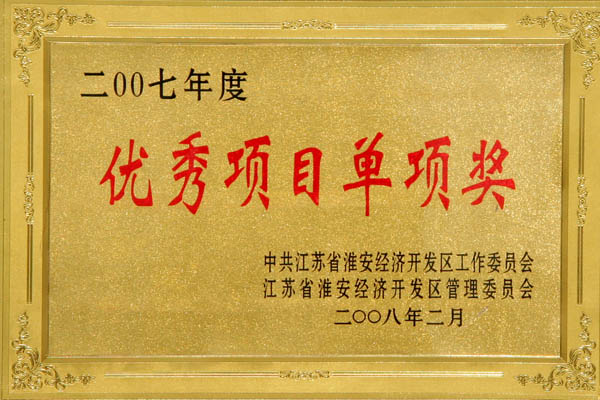 二00七年度
优秀项目单项奖
中共江苏省淮安经济开发区工作委员会
江苏省淮安经济开发区管理委员会
二〇〇八年二月